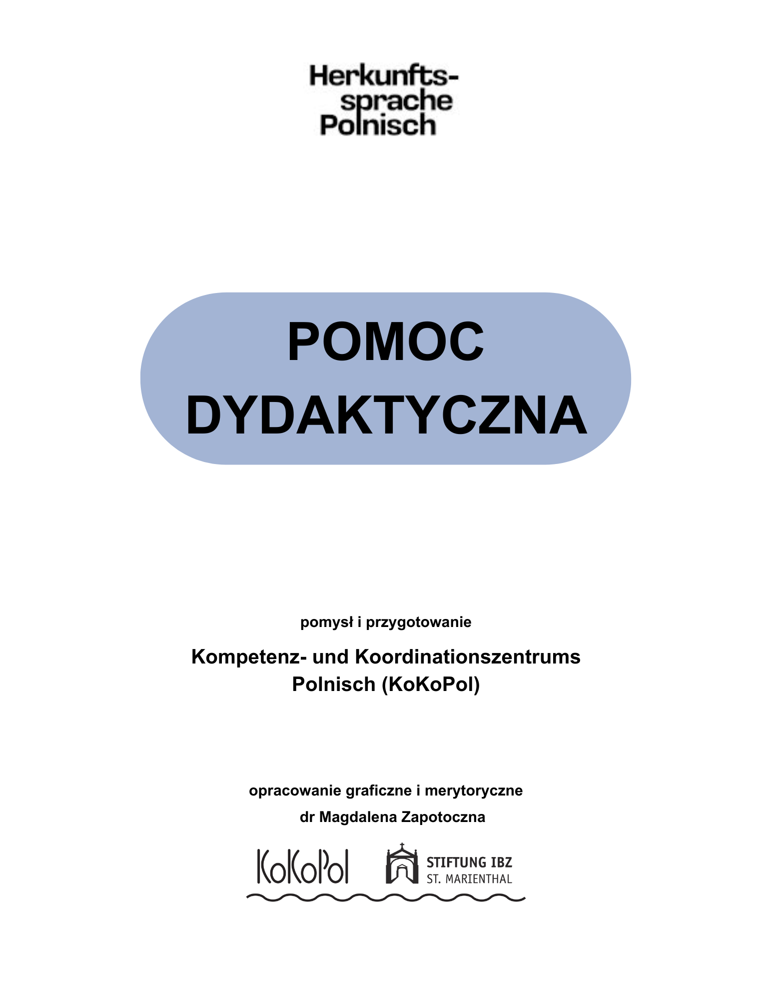 Herkunfts-
sprache
Polnisch
POMOC
DYDAKTYCZNA
pomysł i przygotowanie
Kompetenz- und Koordinationszentrums
Polnisch (KoKoPol)
opracowanie graficzne i merytoryczne
dr Magdalena Zapotoczna
KoKoPol
STIFTUNG IBZ
ST. MARIENTHAL